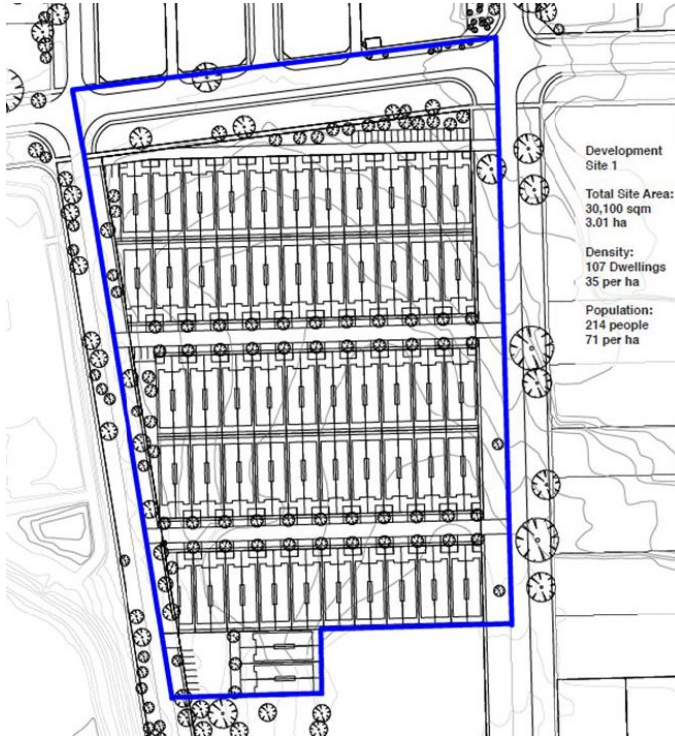 Development
Site 1
Total Site Area:
30,100 sqm
3.01 ha
Density:
107 Dwellings
35 per ha
Population:
214 people
71 per ha